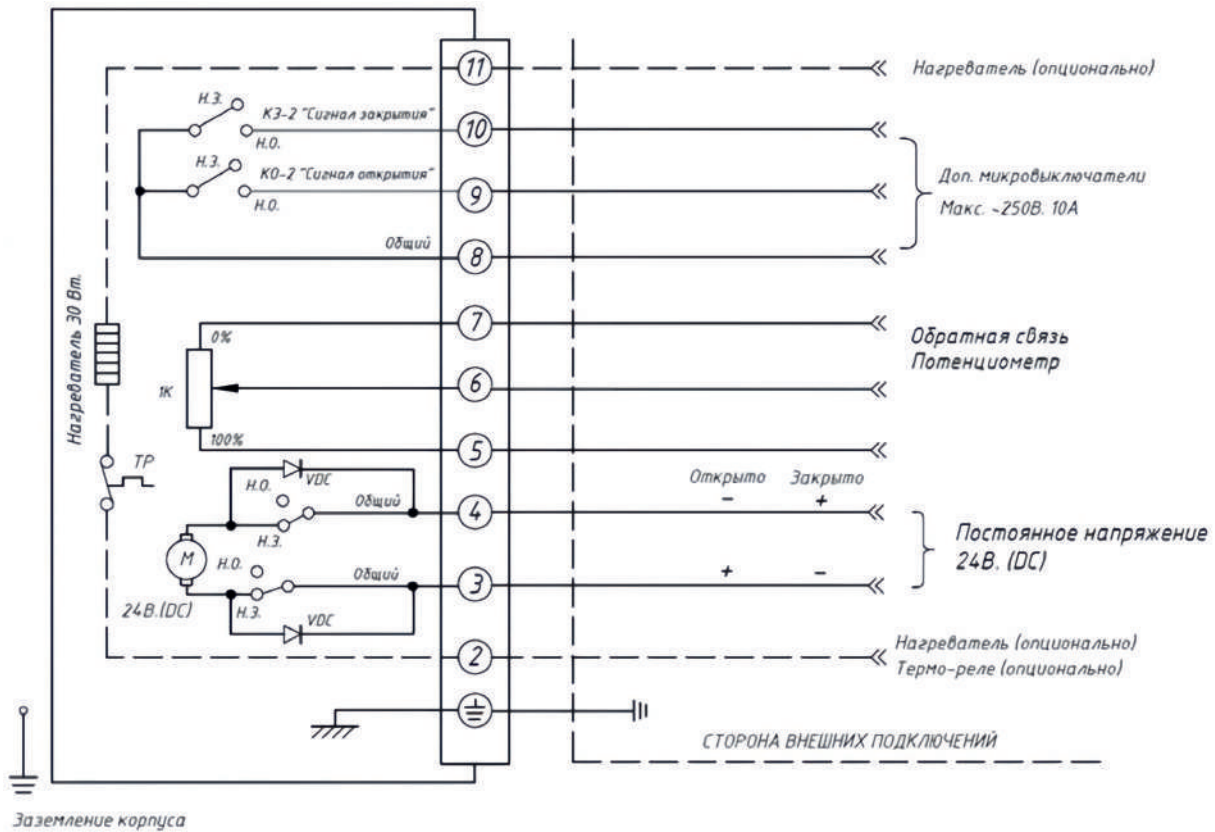 11
Нагреватель (опционально)
Н.З.
КЗ-2 "Сигнал закрытия"
Н.О.
10
Н.З.
КО-2 "Сигнал открытия"
Н.О.
9
Доп. микровыключатели
Макс. ~250В. 10А
Общий
8
Нагреватель 30 Вт.
0%
7
1К
6
Обратная связь
Потенциометр
100%
5
ТР
VDC
Н.О.
Общий
Н.З.
4
Открыто Закрыто
− +
Постоянное напряжение
24В. (DC)
М
Н.О.
Общий
Н.З.
3
+ −
24В.(DC)
VDC
2
Нагреватель (опционально)
Термо-реле (опционально)
СТОРОНА ВНЕШНИХ ПОДКЛЮЧЕНИЙ
Заземление корпуса